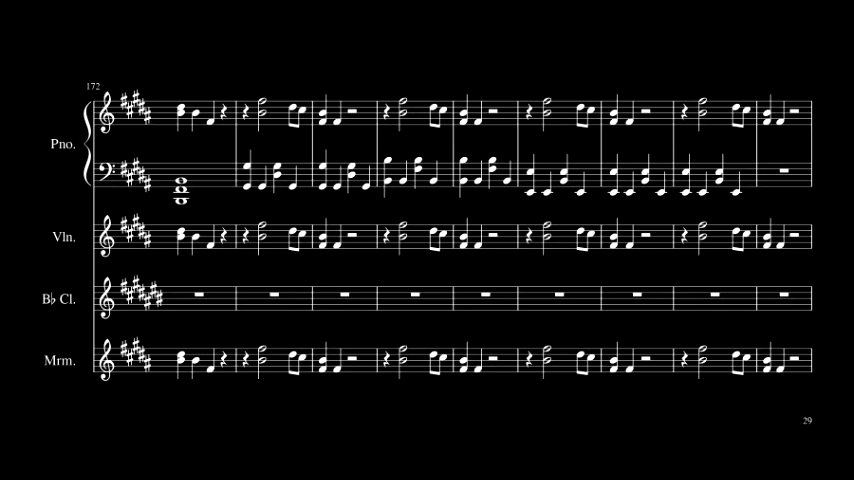 172
Pno.
Vln.
B♭ Cl.
Mrm.
29